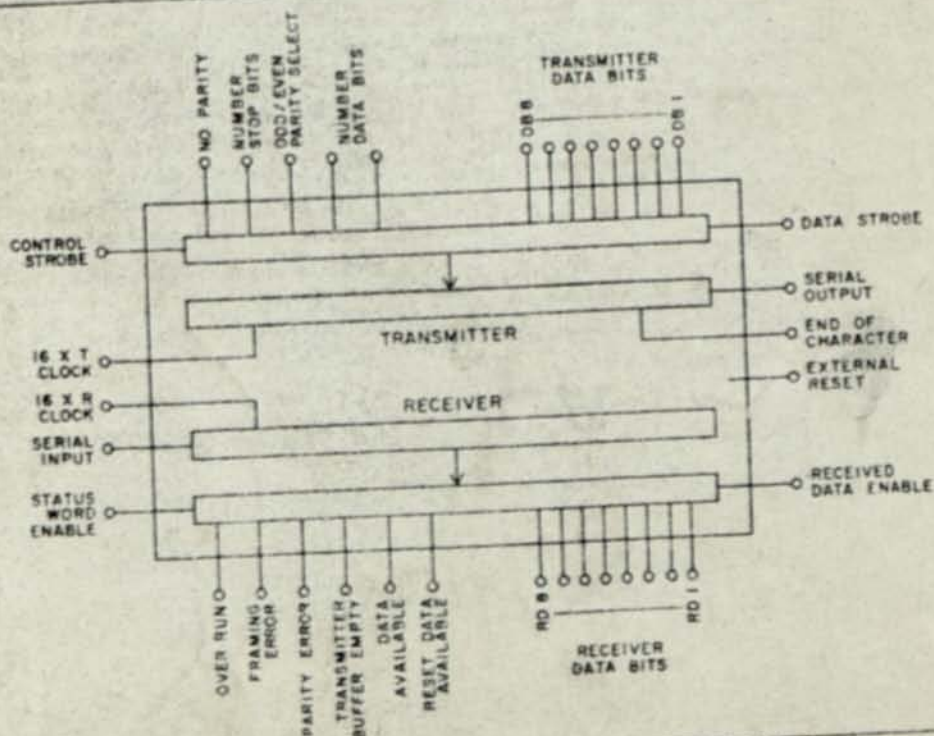 NO PARITY
NUMBER
STOP BITS
ODD/EVEN
PARITY SELECT
NUMBER
DATA BITS
TRANSMITTER
DATA BITS
DB 8
DB 1
CONTROL
STROBE
DATA STROBE
SERIAL
OUTPUT
TRANSMITTER
END OF
CHARACTER
16 X T
CLOCK
EXTERNAL
RESET
16 X R
CLOCK
RECEIVER
SERIAL
INPUT
STATUS
WORD
ENABLE
RECEIVED
DATA ENABLE
OVER RUN
FRAMING
ERROR
PARITY ERROR
TRANSMITTER
BUFFER EMPTY
DATA
AVAILABLE
RESET DATA
AVAILABLE
RD 8
RD 1
RECEIVER
DATA BITS